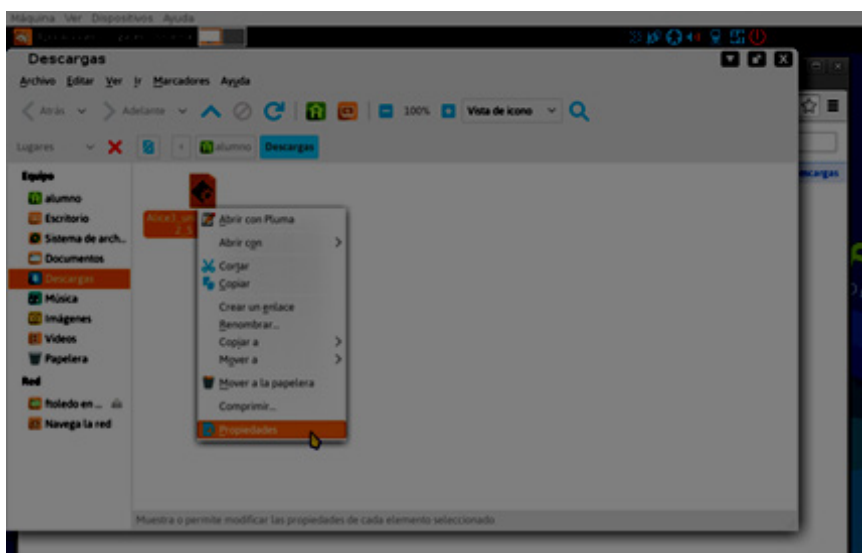 Máquina Ver Dispositivos Ayuda
Descargas
Archivo Editar Ver Ir Marcadores Ayuda
Atrás Adelante 100% Vista de icono
Lugares alumno Descargas
Equipo
alumno
Escritorio
Sistema de arch...
Documentos
Descargas
Música
Imágenes
Vídeos
Papelera
Red
ftoledo en ...
Navega la red
2_5
Abrir con Pluma
Abrir con
Cortar
Copiar
Crear un enlace
Renombrar...
Copiar a
Mover a
Mover a la papelera
Comprimir...
Propiedades
Muestra o permite modificar las propiedades de cada elemento seleccionado